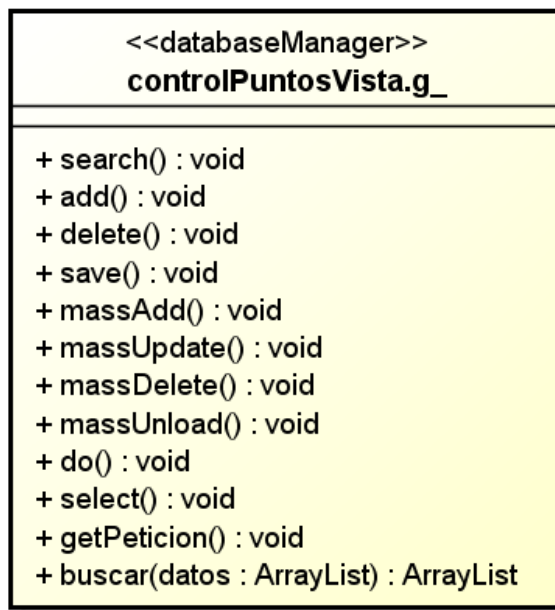 <<databaseManager>>
controlPuntosVista.g_
+ search() : void
+ add() : void
+ delete() : void
+ save() : void
+ massAdd() : void
+ massUpdate() : void
+ massDelete() : void
+ massUnload() : void
+ do() : void
+ select() : void
+ getPeticion() : void
+ buscar(datos : ArrayList) : ArrayList